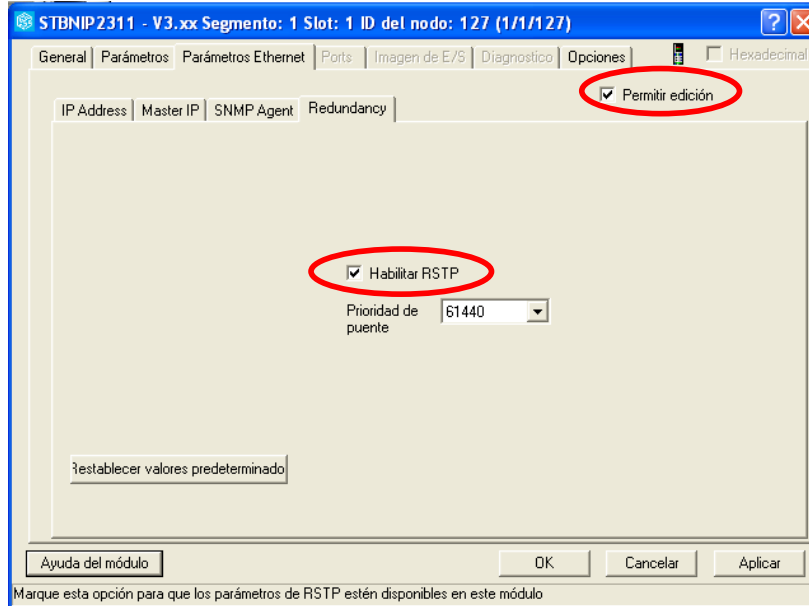 STBNIP2311 - V3.xx Segmento: 1 Slot: 1 ID del nodo: 127 (1/1/127)
General Parámetros Parámetros Ethernet Ports Imagen de E/S Diagnostico Opciones Hexadecimal
Permitir edición
IP Address Master IP SNMP Agent Redundancy
Habilitar RSTP
Prioridad de 61440
puente
Restablecer valores predeterminado
Ayuda del módulo OK Cancelar Aplicar
Marque esta opción para que los parámetros de RSTP estén disponibles en este módulo